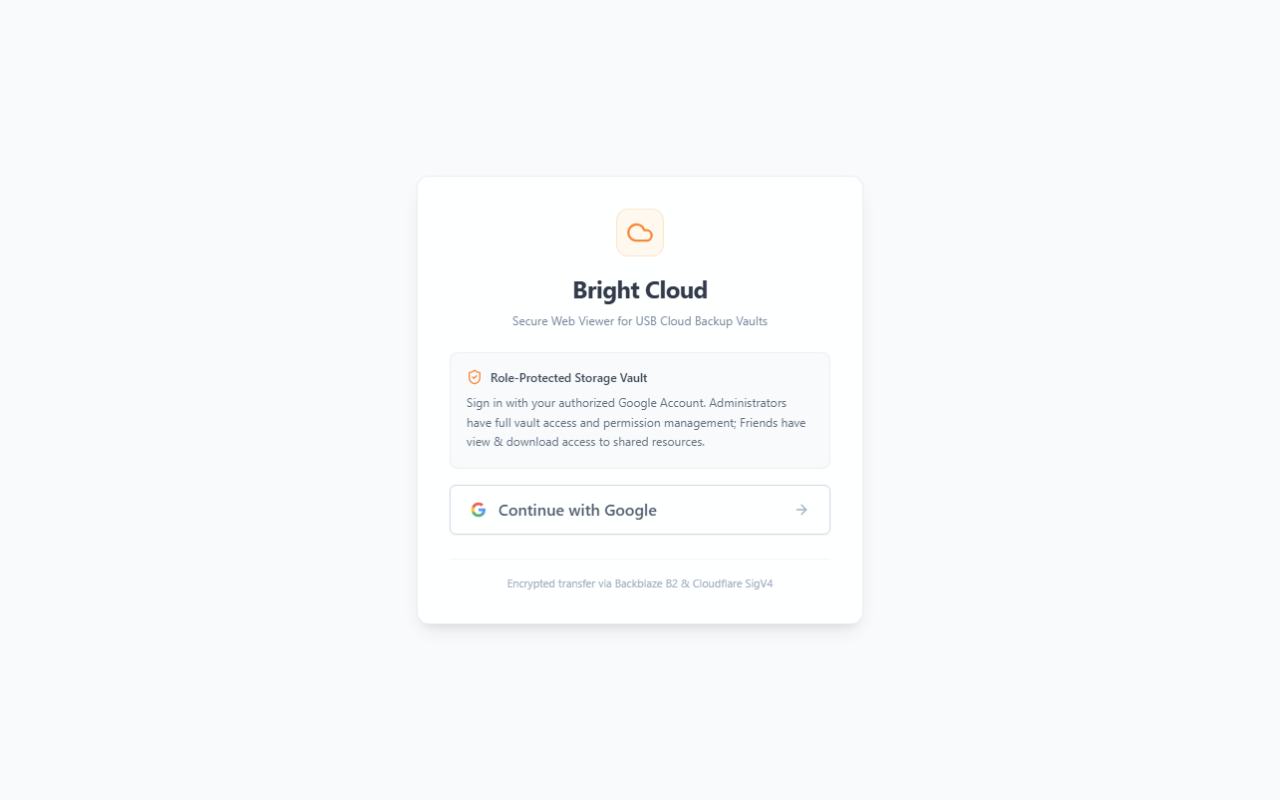 Bright Cloud
Secure Web Viewer for USB Cloud Backup Vaults
Role-Protected Storage Vault
Sign in with your authorized Google Account. Administrators
have full vault access and permission management; Friends have
view & download access to shared resources.
Continue with Google
Encrypted transfer via Backblaze B2 & Cloudflare SigV4